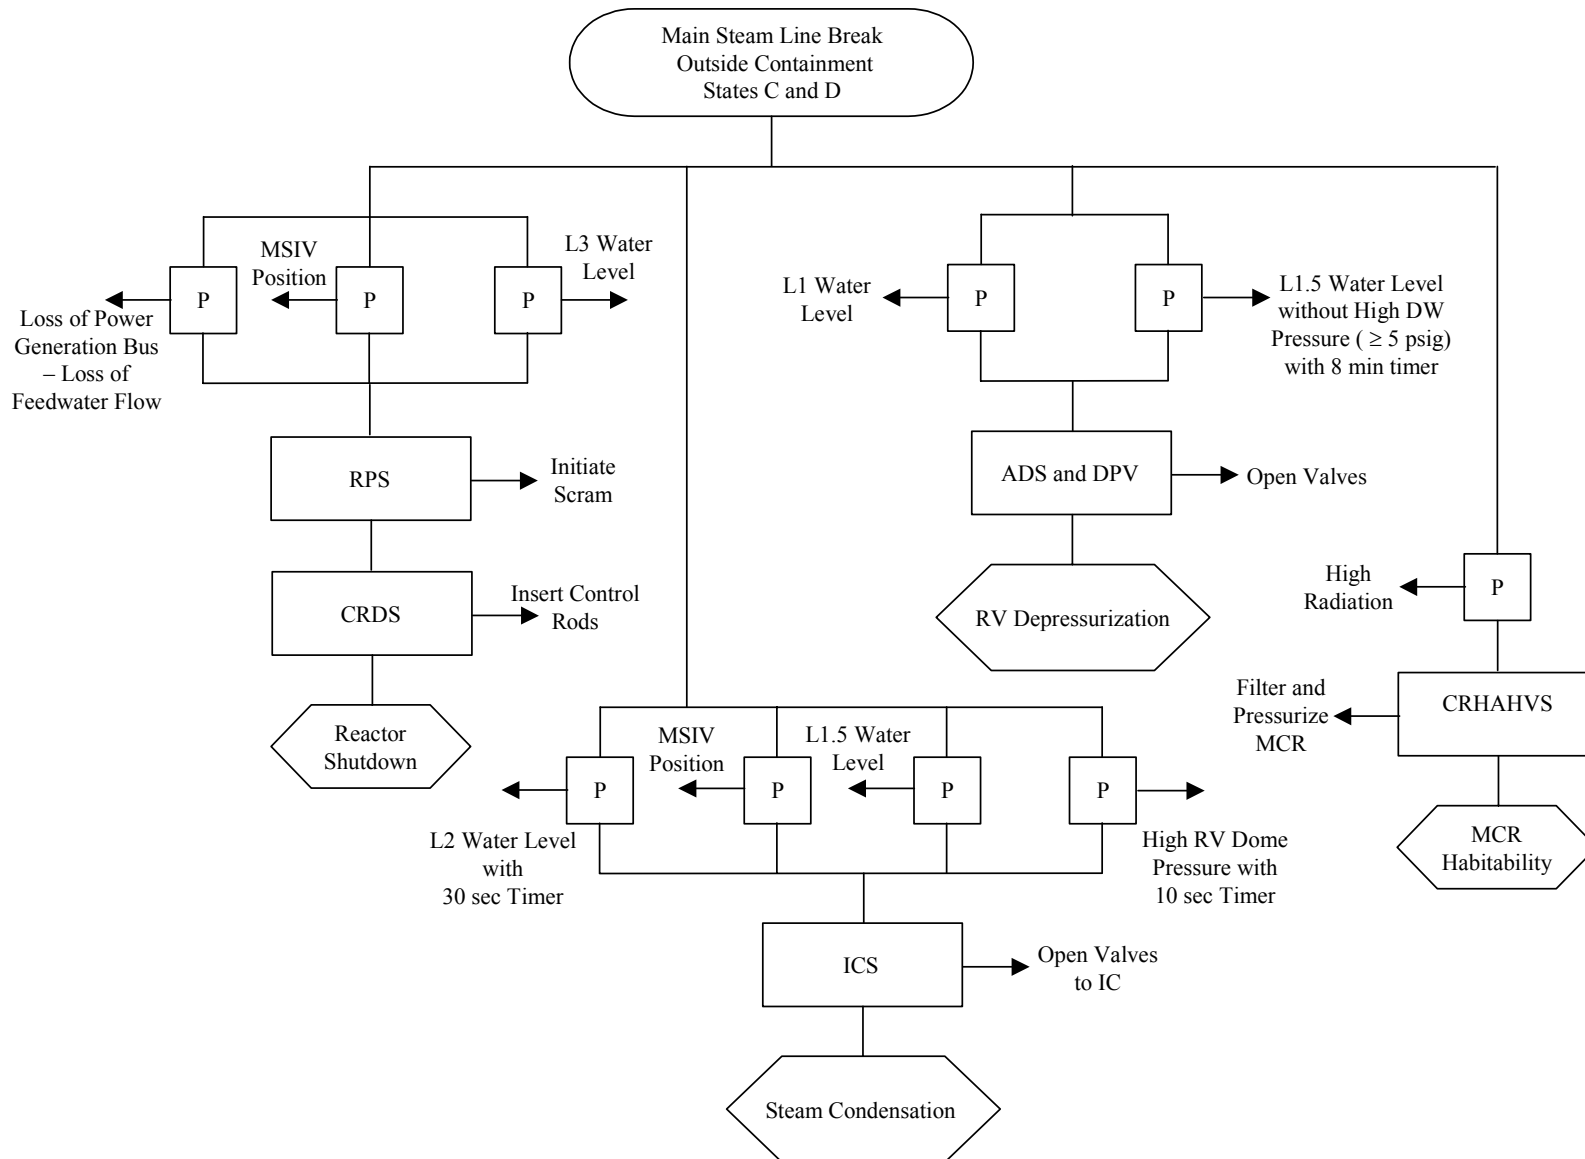 Main Steam Line Break
Outside Containment
States C and D
P
Loss of Power
Generation Bus
– Loss of
Feedwater Flow
MSIV
Position
P
L3 Water
Level
P
RPS
Initiate
Scram
CRDS
Insert Control
Rods
Reactor
Shutdown
L1 Water
Level
P
P
L1.5 Water Level
without High DW
Pressure ( ≥ 5 psig)
with 8 min timer
ADS and DPV
Open Valves
RV Depressurization
High
Radiation
P
Filter and
Pressurize
MCR
CRHAHVS
MCR
Habitability
P
L2 Water Level
with
30 sec Timer
MSIV
Position
P
L1.5 Water
Level
P
P
High RV Dome
Pressure with
10 sec Timer
ICS
Open Valves
to IC
Steam Condensation